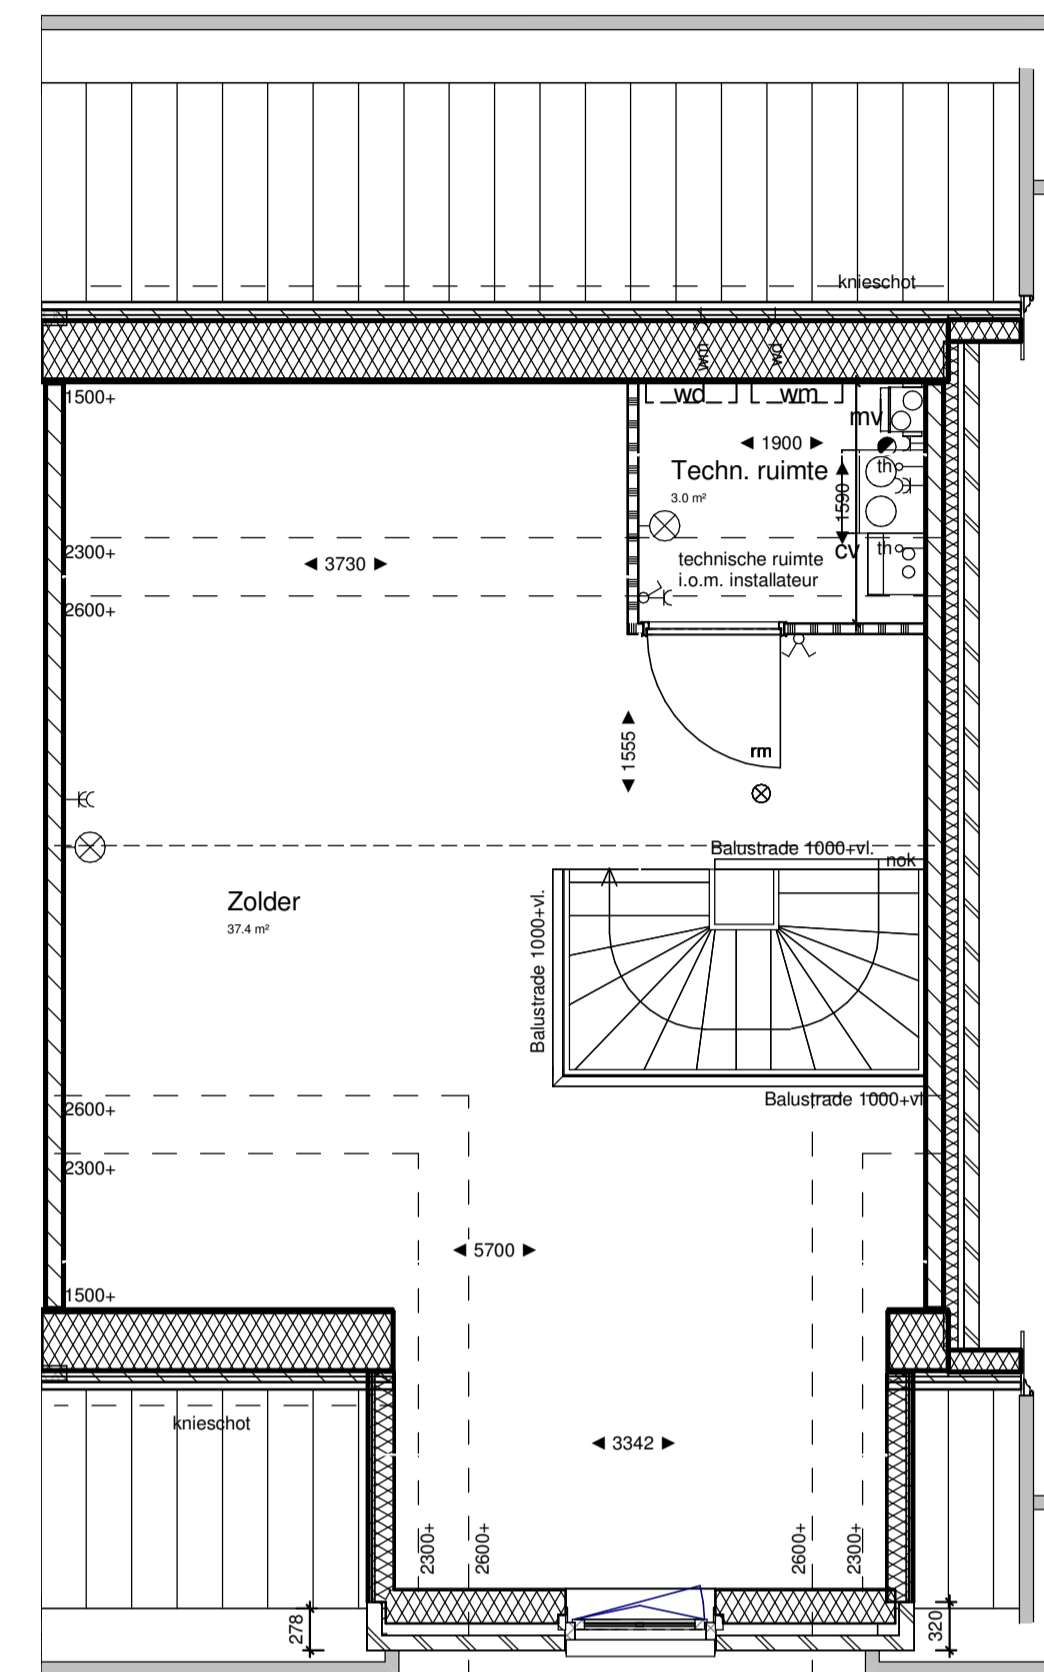 knieschot
wm
wd
1500+
wd
wm
mv
1900
Techn. ruimte
th
3.0 m²
1590
2300+
cv
th
3730
technische ruimte
i.o.m. installateur
2600+
1555
rm
Balustrade 1000+vl.
nok
Zolder
37.4 m²
Balustrade 1000+vl.
Balustrade 1000+vl
2600+
2300+
5700
1500+
knieschot
3342
2300+
2600+
2600+
2300+
278
320